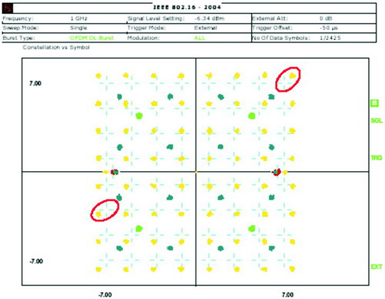 IEEE 802.16 - 2004
Frequency: 1 GHz Signal Level Setting: -6.34 dBm External Att: 0 dB
Sweep Mode: Single Trigger Mode: External Trigger Offset: -30 µs
Burst Type: OFDM DL Burst Modulation: ALL No Of Data Symbols: 1/2425
Constellation vs Symbol
7.00
SGL
TRG
-7.00
EXT
-7.00 7.00